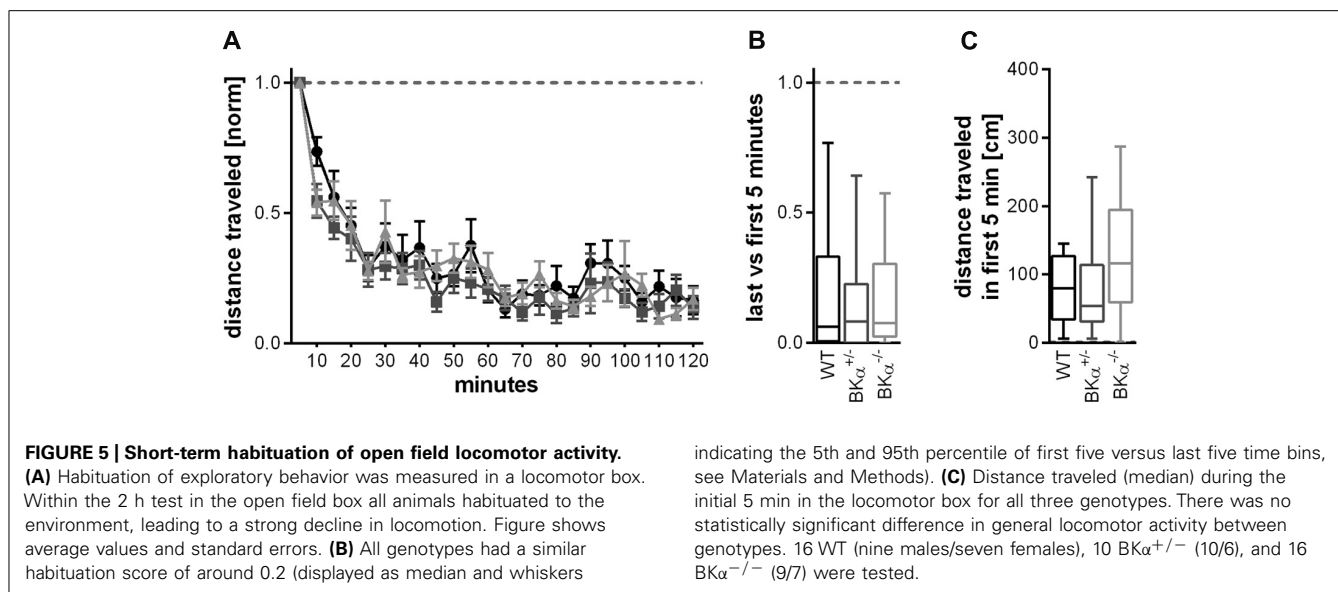 A
B
C
distance traveled [norm]
1.0
0.5
0.0
10 20 30 40 50 60 70 80 90 100 110 120
minutes
last vs first 5 minutes
1.0
0.5
0.0
WT
BKα+/-
BKα-/-
distance traveled
in first 5 min [cm]
400
300
200
100
0
WT
BKα+/-
BKα-/-
FIGURE 5 | Short-term habituation of open field locomotor activity.
(A) Habituation of exploratory behavior was measured in a locomotor box.
Within the 2 h test in the open field box all animals habituated to the
environment, leading to a strong decline in locomotion. Figure shows
average values and standard errors. (B) All genotypes had a similar
habituation score of around 0.2 (displayed as median and whiskers
indicating the 5th and 95th percentile of first five versus last five time bins,
see Materials and Methods). (C) Distance traveled (median) during the
initial 5 min in the locomotor box for all three genotypes. There was no
statistically significant difference in general locomotor activity between
genotypes. 16 WT (nine males/seven females), 10 BKα+/− (10/6), and 16
BKα−/− (9/7) were tested.